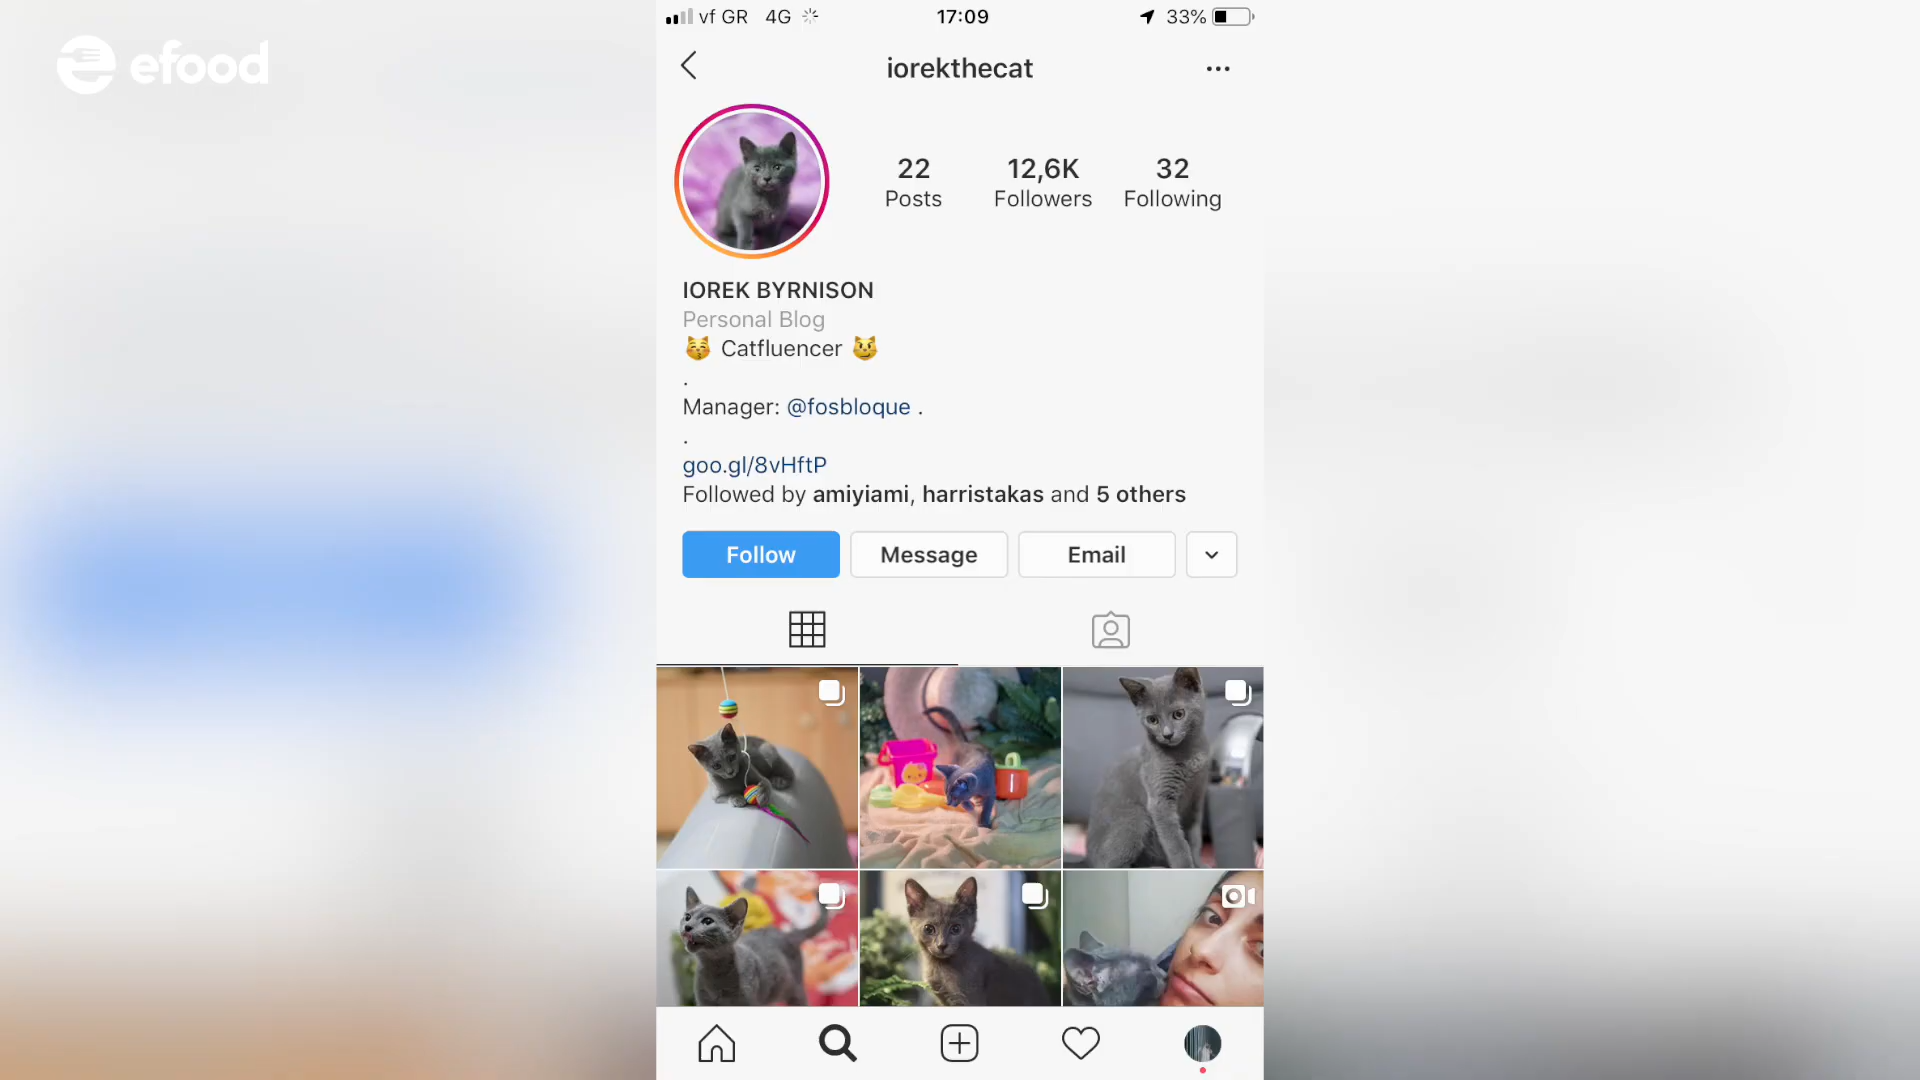 efood
vf GR 4G 17:09 33%
iorekthecat
22 12,6K 32
Posts Followers Following
IOREK BYRNISON
Personal Blog
😽 Catfluencer 😼
.
Manager: @fosbloque .
.
goo.gl/8vHftP
Followed by amiyiami, harristakas and 5 others
Follow Message Email